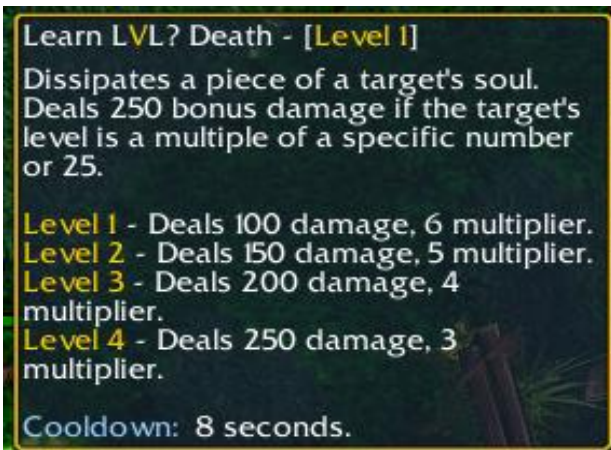 Learn LVL? Death - [Level 1]
Dissipates a piece of a target's soul.
Deals 250 bonus damage if the target's
level is a multiple of a specific number
or 25.
Level 1 - Deals 100 damage, 6 multiplier.
Level 2 - Deals 150 damage, 5 multiplier.
Level 3 - Deals 200 damage, 4
multiplier.
Level 4 - Deals 250 damage, 3
multiplier.
Cooldown: 8 seconds.